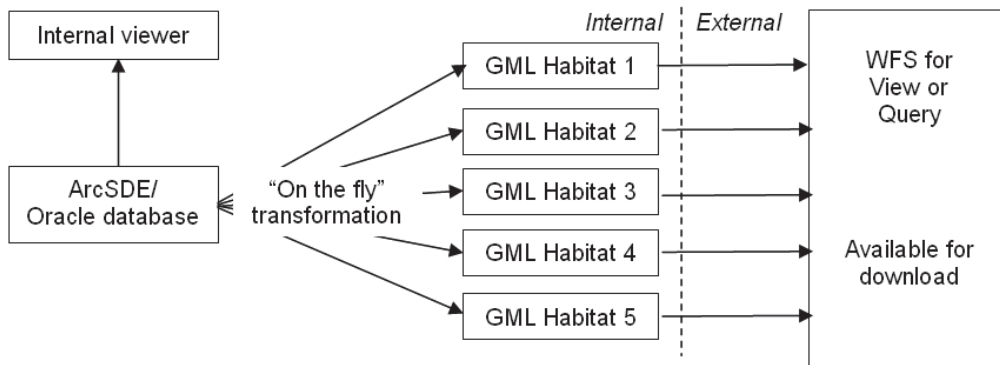 Internal viewer
ArcSDE/
Oracle database
“On the fly”
transformation
Internal
External
GML Habitat 1
GML Habitat 2
GML Habitat 3
GML Habitat 4
GML Habitat 5
WFS for
View or
Query
Available for
download